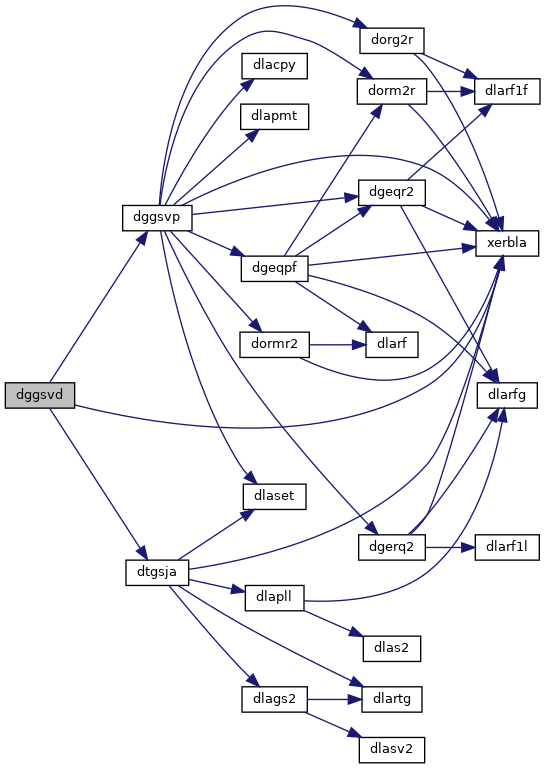 dorg2r
dlacpy
dorm2r
dlarf1f
dlapmt
dgeqr2
dggsvp
xerbla
dgeqpf
dormr2
dlarf
dggsvd
dlarfg
dlaset
dgerq2
dlarf1l
dtgsja
dlapll
dlas2
dlags2
dlartg
dlasv2